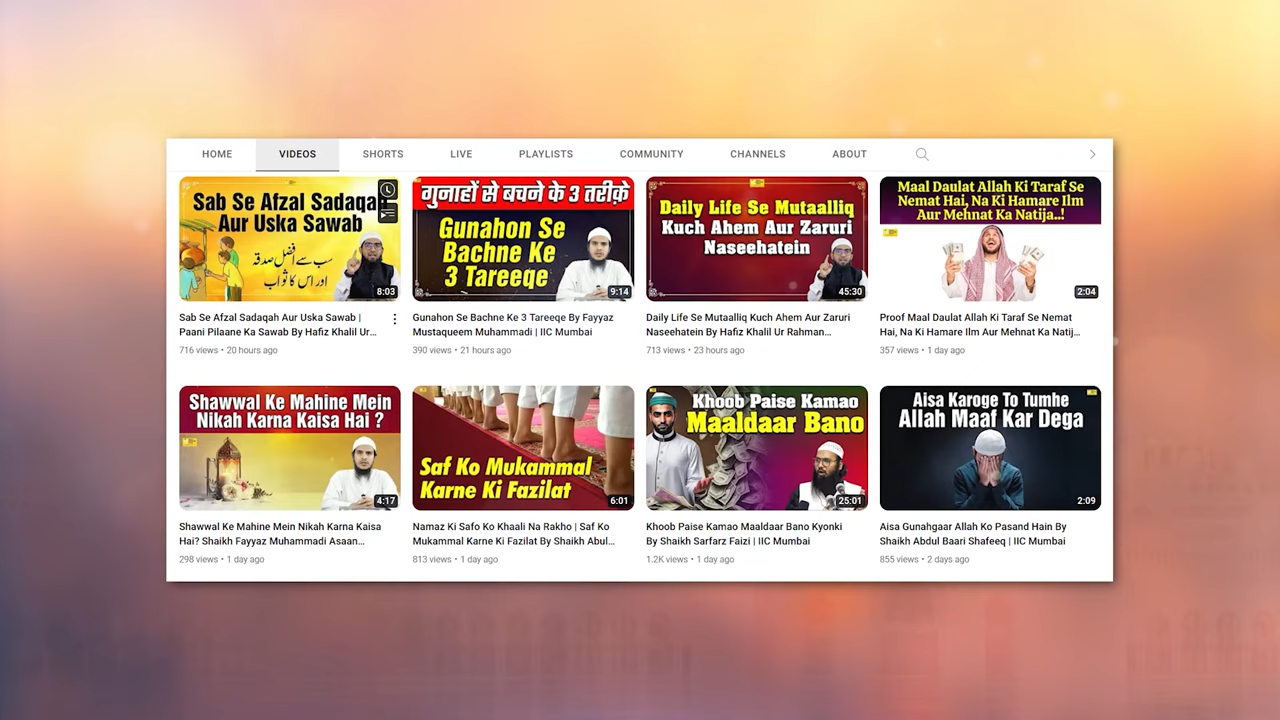 HOME VIDEOS SHORTS LIVE PLAYLISTS COMMUNITY CHANNELS ABOUT
Sab Se Afzal Sadaqah
Aur Uska Sawab
سب سے افضل صدقہ
اور اس کا ثواب
8:03
Sab Se Afzal Sadaqah Aur Uska Sawab |
Paani Pilaane Ka Sawab By Hafiz Khalil Ur…
716 views • 20 hours ago
गुनाहों से बचने के 3 तरीक़े
Gunahon Se
Bachne Ke
3 Tareeqe
9:14
Gunahon Se Bachne Ke 3 Tareeqe By Fayyaz
Mustaqueem Muhammadi | IIC Mumbai
390 views • 21 hours ago
Daily Life Se Mutaalliq
Kuch Ahem Aur Zaruri
Naseehatein
45:30
Daily Life Se Mutaalliq Kuch Ahem Aur Zaruri
Naseehatein By Hafiz Khalil Ur Rahman…
713 views • 23 hours ago
Maal Daulat Allah Ki Taraf Se
Nemat Hai, Na Ki Hamare Ilm
Aur Mehnat Ka Natija..!
2:04
Proof Maal Daulat Allah Ki Taraf Se Nemat
Hai, Na Ki Hamare Ilm Aur Mehnat Ka Natij…
357 views • 1 day ago
Shawwal Ke Mahine Mein
Nikah Karna Kaisa Hai ?
4:17
Shawwal Ke Mahine Mein Nikah Karna Kaisa
Hai? Shaikh Fayyaz Muhammadi Asaan…
298 views • 1 day ago
Saf Ko Mukammal
Karne Ki Fazilat
6:01
Namaz Ki Safo Ko Khaali Na Rakho | Saf Ko
Mukammal Karne Ki Fazilat By Shaikh Abul…
813 views • 1 day ago
Khoob Paise Kamao
Maaldaar Bano
25:01
Khoob Paise Kamao Maaldaar Bano Kyonki
By Shaikh Sarfarz Faizi | IIC Mumbai
1.2K views • 1 day ago
Aisa Karoge To Tumhe
Allah Maaf Kar Dega
2:09
Aisa Gunahgaar Allah Ko Pasand Hain By
Shaikh Abdul Baari Shafeeq | IIC Mumbai
855 views • 2 days ago